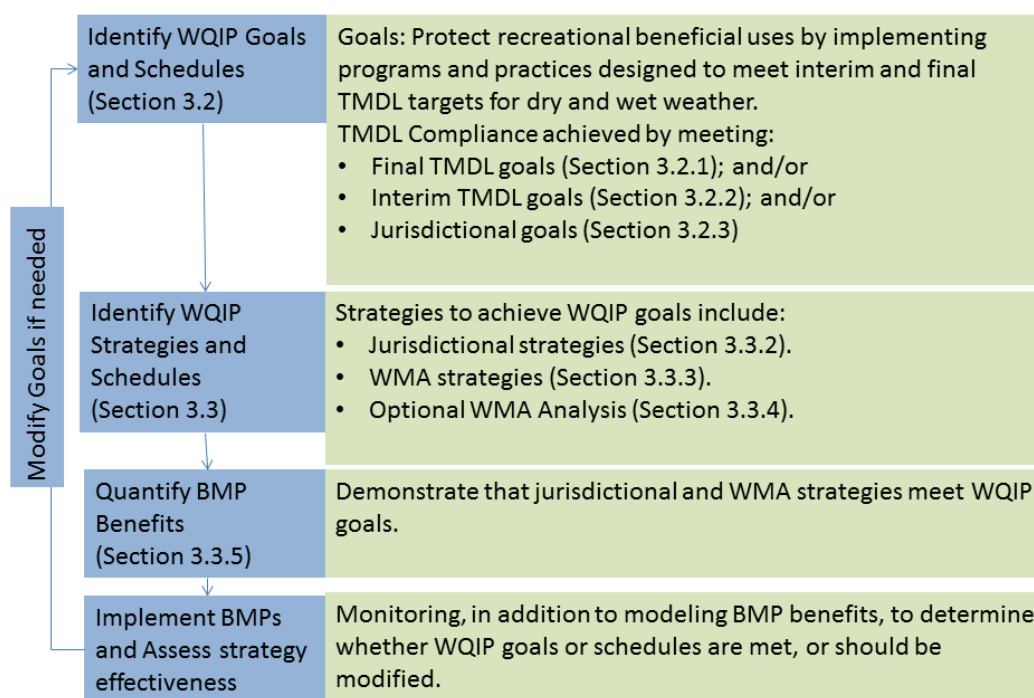 Modify Goals if needed
Identify WQIP Goals
and Schedules
(Section 3.2)
Goals: Protect recreational beneficial uses by implementing
programs and practices designed to meet interim and final
TMDL targets for dry and wet weather.
TMDL Compliance achieved by meeting:
• Final TMDL goals (Section 3.2.1); and/or
• Interim TMDL goals (Section 3.2.2); and/or
• Jurisdictional goals (Section 3.2.3)
Identify WQIP
Strategies and
Schedules
(Section 3.3)
Strategies to achieve WQIP goals include:
• Jurisdictional strategies (Section 3.3.2).
• WMA strategies (Section 3.3.3).
• Optional WMA Analysis (Section 3.3.4).
Quantify BMP
Benefits
(Section 3.3.5)
Demonstrate that jurisdictional and WMA strategies meet WQIP
goals.
Implement BMPs
and Assess strategy
effectiveness
Monitoring, in addition to modeling BMP benefits, to determine
whether WQIP goals or schedules are met, or should be
modified.